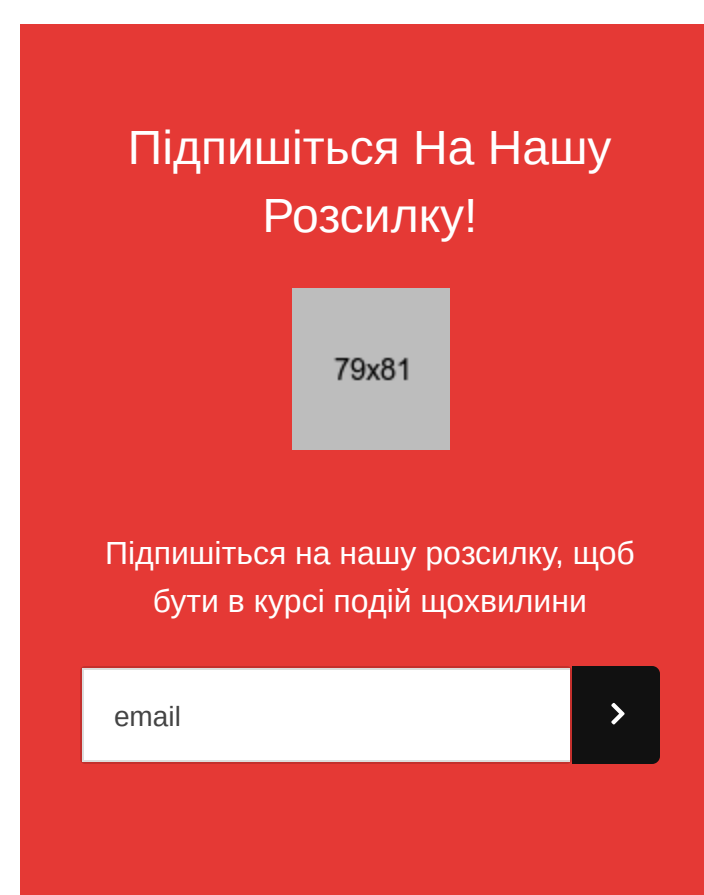 Підпишіться На Нашу
Розсилку!
79x81
Підпишіться на нашу розсилку, щоб
бути в курсі подій щохвилини
email